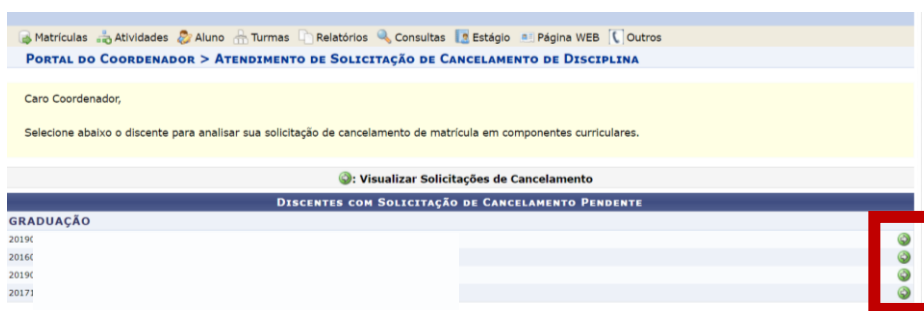 Matrículas Atividades Aluno Turmas Relatórios Consultas Estágio Página WEB Outros
Portal do Coordenador > Atendimento de Solicitação de Cancelamento de Disciplina
Caro Coordenador,
Selecione abaixo o discente para analisar sua solicitação de cancelamento de matrícula em componentes curriculares.
: Visualizar Solicitações de Cancelamento
Discentes com Solicitação de Cancelamento Pendente
GRADUAÇÃO
2019
2016
2019
2017